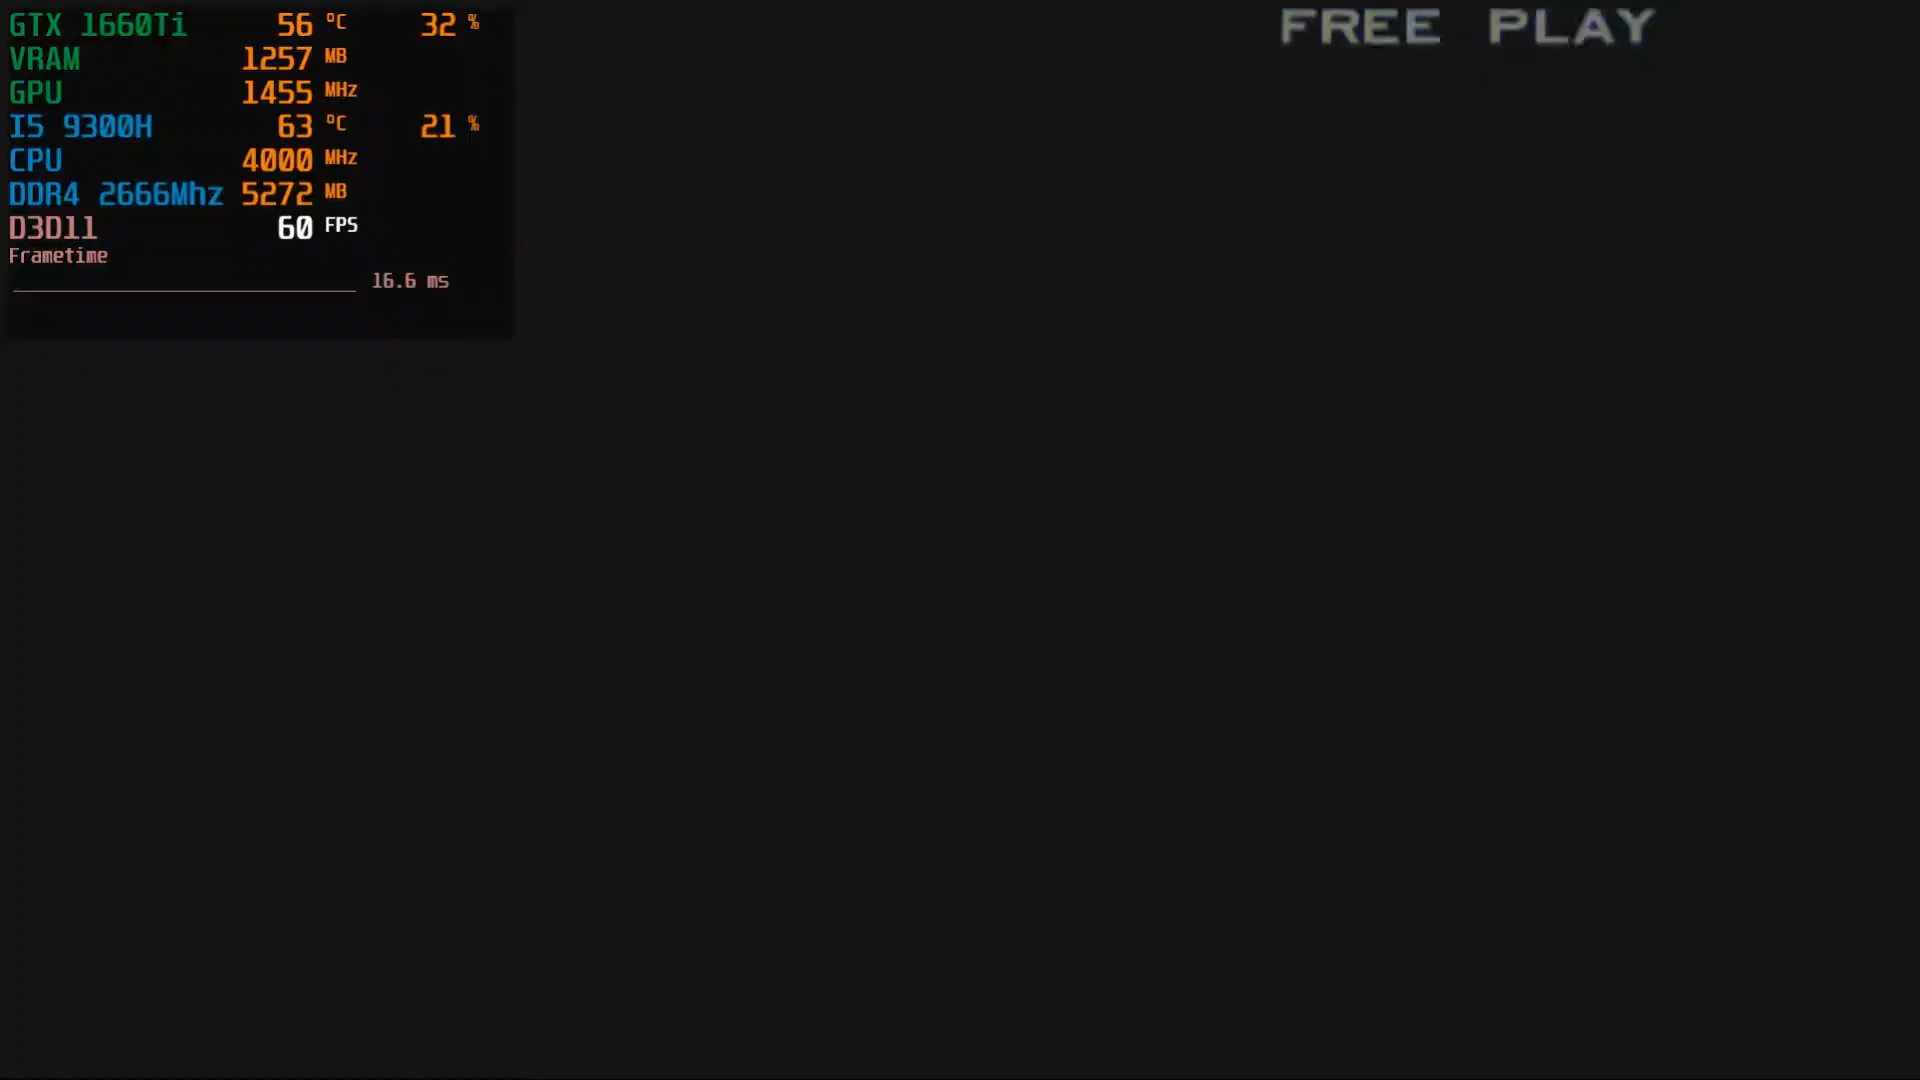 GTX 1660Ti 56 °C 32 %
VRAM 1257 MB
GPU 1455 MHz
I5 9300H 63 °C 21 %
CPU 4000 MHz
DDR4 2666Mhz 5272 MB
D3D11 60 FPS
Frametime
16.6 ms
FREE PLAY